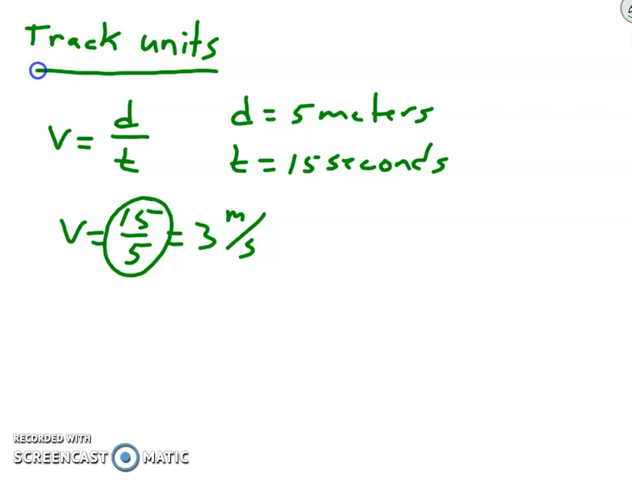 Track units
V = d/t
d = 5 meters
t = 15 seconds
V = 15/5 = 3 m/s
RECORDED WITH
SCREENCAST MATIC